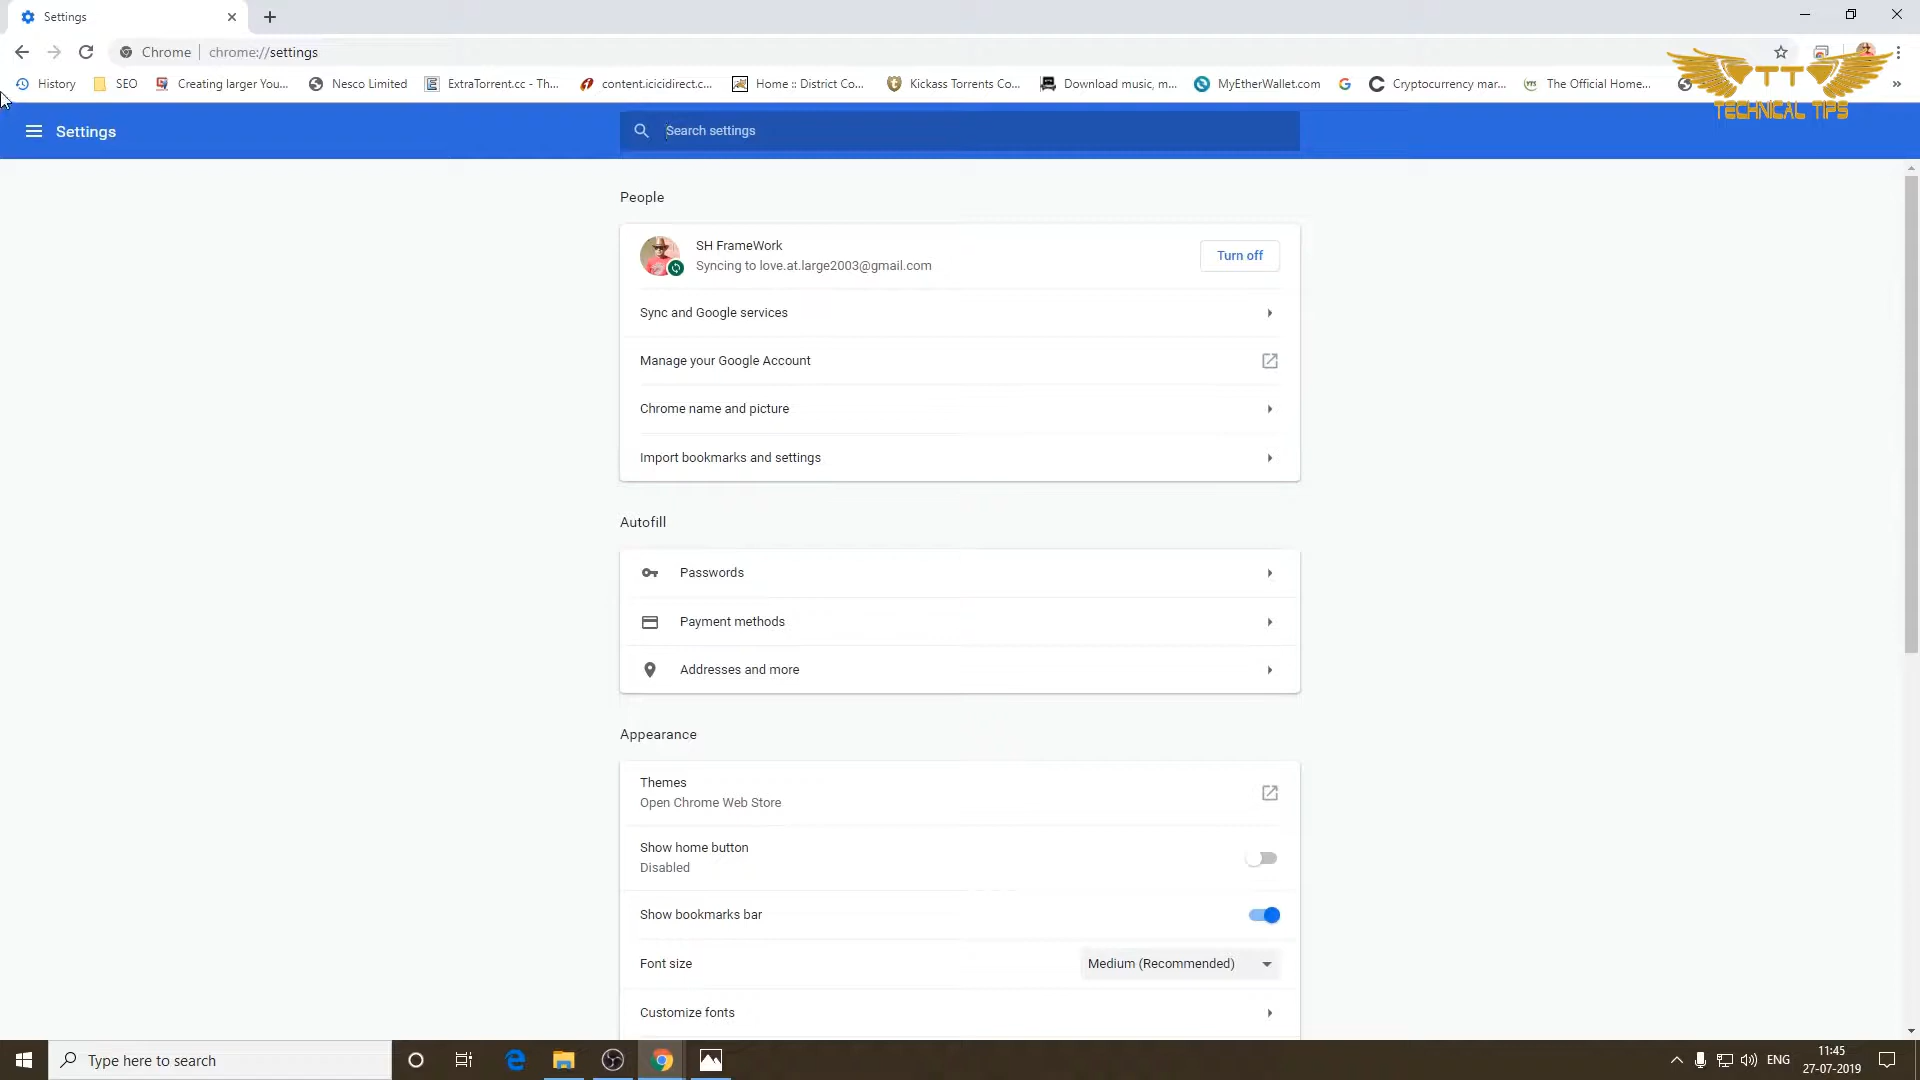 Settings
Chrome | chrome://settings
History SEO Creating larger You... Nesco Limited ExtraTorrent.cc - Th... content.icicidirect.c... Home :: District Co... Kickass Torrents Co... Download music, m... MyEtherWallet.com Cryptocurrency mar... The Official Home... »
TT
TECHNICAL TIPS
Settings Search settings
People
SH FrameWork
Syncing to love.at.large2003@gmail.com
Turn off
Sync and Google services
Manage your Google Account
Chrome name and picture
Import bookmarks and settings
Autofill
Passwords
Payment methods
Addresses and more
Appearance
Themes
Open Chrome Web Store
Show home button
Disabled
Show bookmarks bar
Font size Medium (Recommended)
Customize fonts
Type here to search
ENG
11:45
27-07-2019